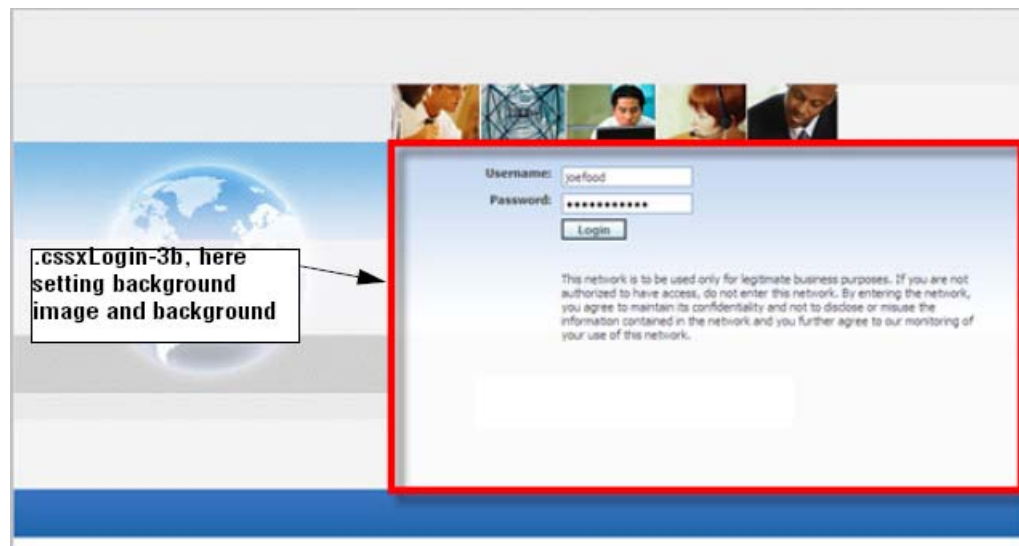 Username: joefood
Password: •••••••••••
Login
.cssxLogin-3b, here
setting background
image and background
This network is to be used only for legitimate business purposes. If you are not
authorized to have access, do not enter this network. By entering the network,
you agree to maintain its confidentiality and not to disclose or misuse the
information contained in the network and you further agree to our monitoring of
your use of this network.